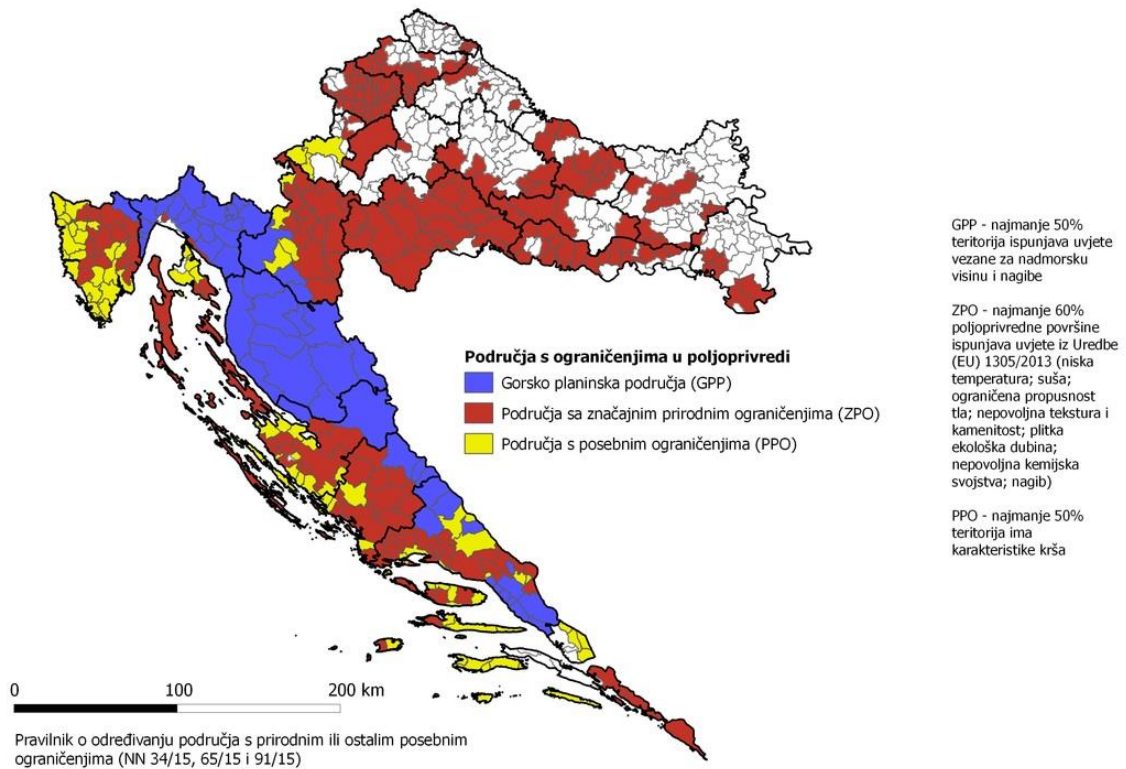 Područja s ograničenjima u poljoprivredi
Gorsko planinska područja (GPP)
Područja sa značajnim prirodnim ograničenjima (ZPO)
Područja s posebnim ograničenjima (PPO)
GPP - najmanje 50%
teritorija ispunjava uvjete
vezane za nadmorsku
visinu i nagibe
ZPO - najmanje 60%
poljoprivredne površine
ispunjava uvjete iz Uredbe
(EU) 1305/2013 (niska
temperatura; suša;
ograničena propusnost
tla; nepovoljna tekstura i
kamenitost; plitka
ekološka dubina;
nepovoljna kemijska
svojstva; nagib)
PPO - najmanje 50%
teritorija ima
karakteristike krša
0 100 200 km
Pravilnik o određivanju područja s prirodnim ili ostalim posebnim
ograničenjima (NN 34/15, 65/15 i 91/15)